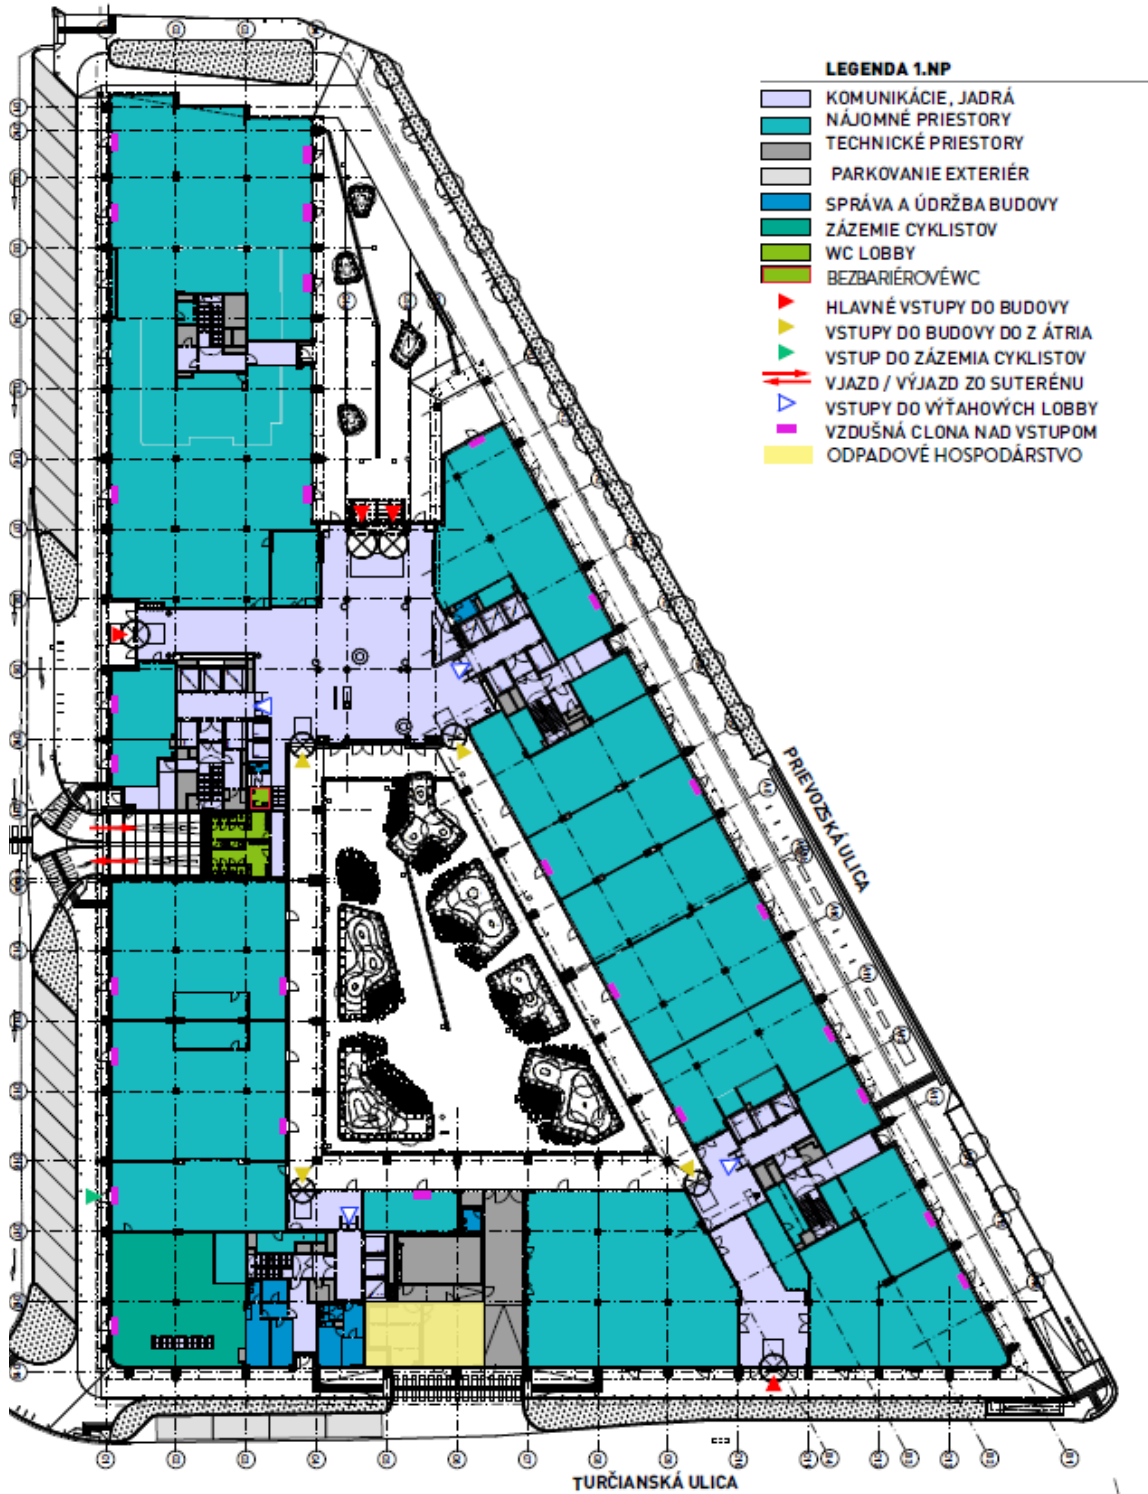 LEGENDA 1.NP
KOMUNIKÁCIE, JADRÁ
NÁJOMNÉ PRIESTORY
TECHNICKÉ PRIESTORY
PARKOVANIE EXTERIÉR
SPRÁVA A ÚDRŽBA BUDOVY
ZÁZEMIE CYKLISTOV
WC LOBBY
BEZBARIÉROVÉ WC
HLAVNÉ VSTUPY DO BUDOVY
VSTUPY DO BUDOVY DO Z ÁTRIA
VSTUP DO ZÁZEMIA CYKLISTOV
VJAZD / VÝJAZD ZO SUTERÉNU
VSTUPY DO VÝŤAHOVÝCH LOBBY
VZDUŠNÁ CLONA NAD VSTUPOM
ODPADOVÉ HOSPODÁRSTVO
PRIEVOZSKÁ ULICA
TURČIANSKÁ ULICA